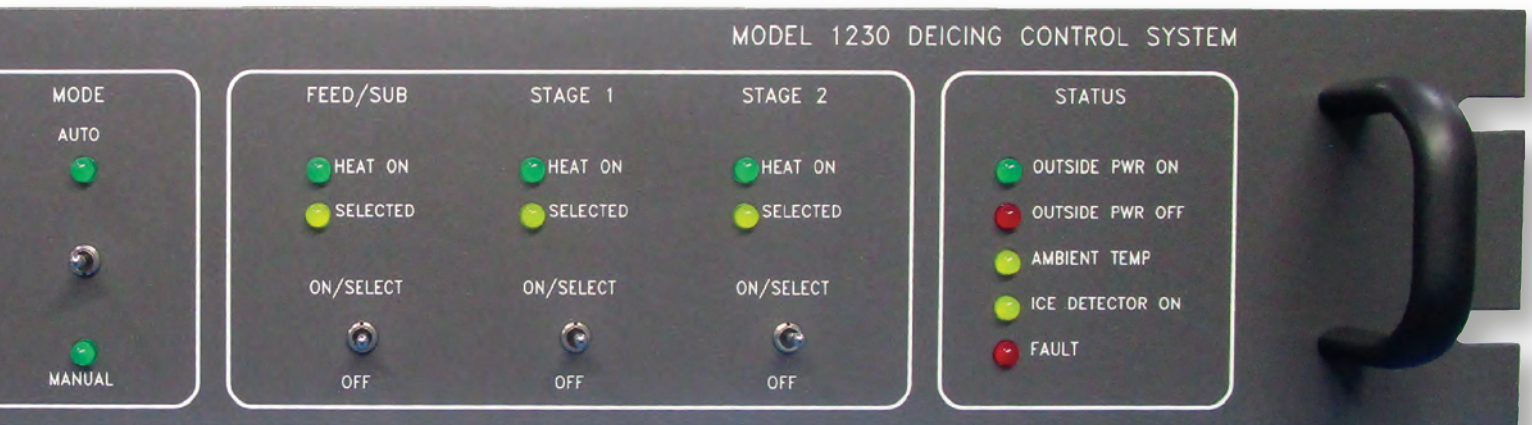 MODEL 1230 DEICING CONTROL SYSTEM
MODE
AUTO
MANUAL
FEED/SUB
HEAT ON
SELECTED
ON/SELECT
OFF
STAGE 1
HEAT ON
SELECTED
ON/SELECT
OFF
STAGE 2
HEAT ON
SELECTED
ON/SELECT
OFF
STATUS
OUTSIDE PWR ON
OUTSIDE PWR OFF
AMBIENT TEMP
ICE DETECTOR ON
FAULT